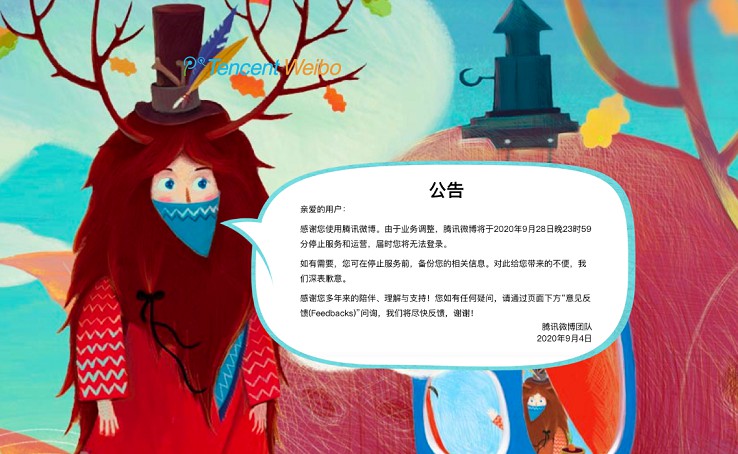 Tencent Weibo
公告
亲爱的用户：
感谢您使用腾讯微博。由于业务调整，腾讯微博将于2020年9月28日晚23时59
分停止服务和运营，届时您将无法登录。
如有需要，您可在停止服务前，备份您的相关信息。对此给您带来的不便，我
们深表歉意。
感谢您多年来的陪伴、理解与支持！您如有任何疑问，请通过页面下方“意见反
馈(Feedbacks)”问询，我们将尽快反馈，谢谢！
腾讯微博团队
2020年9月4日